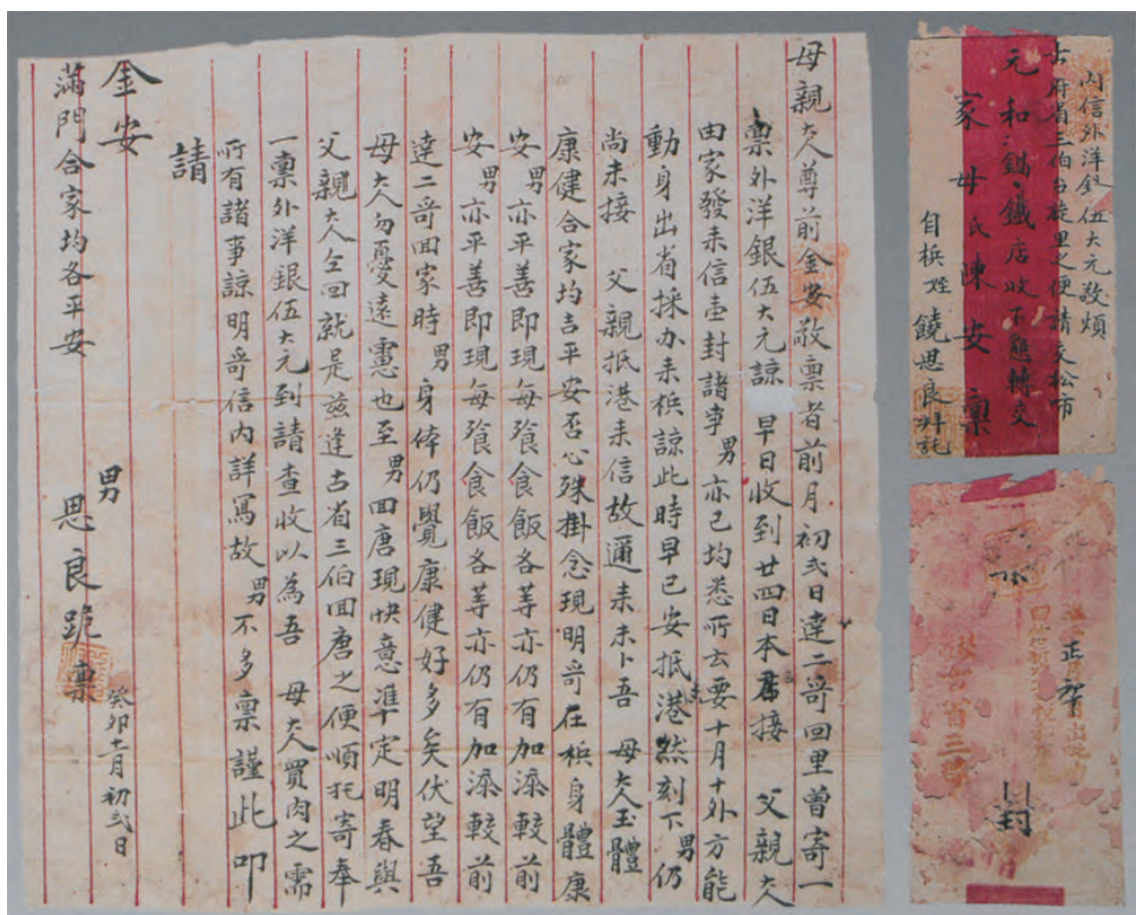 母親大人尊前金安敬禀者前月初弍日達二哥回里曾寄一
禀外洋銀伍大元諒早日收到廿四日本店接 父親大人
由家發来信壹封諸事男亦已均悉所云要十月十外方能
動身出省採办来梹諒此時早已安抵港然刻下男仍
尚未接 父親抵港来信故邇来未卜吾 母大人玉體
康健合家均吉平安否心殊掛念現明哥在梹身體康
安男亦平善即現每飡食飯各等亦仍有加添較前
安男亦平善即現每飡食飯各等亦仍有加添較前
達二哥囬家時男身体仍覺康健好多矣伏望吾
母大人勿憂遠慮也至男囬唐現快意準定明春與
父親大人仝囬就是兹逢古省三伯囬唐之便順托寄奉
一禀外洋銀伍大元到請查收以為吾 母大人買肉之需
所有諸事諒明哥信内詳寫故男不多禀謹此叩
請
金安
滿門合家均各平安
男
思良跪禀
癸卯十一月初弍日
内信外洋銀伍大元敬煩
古府省三伯台旋里之便請交松市
元和鐵店收下懇轉交
家母氏陳安禀
自梹姓饒思良拜託
正
封